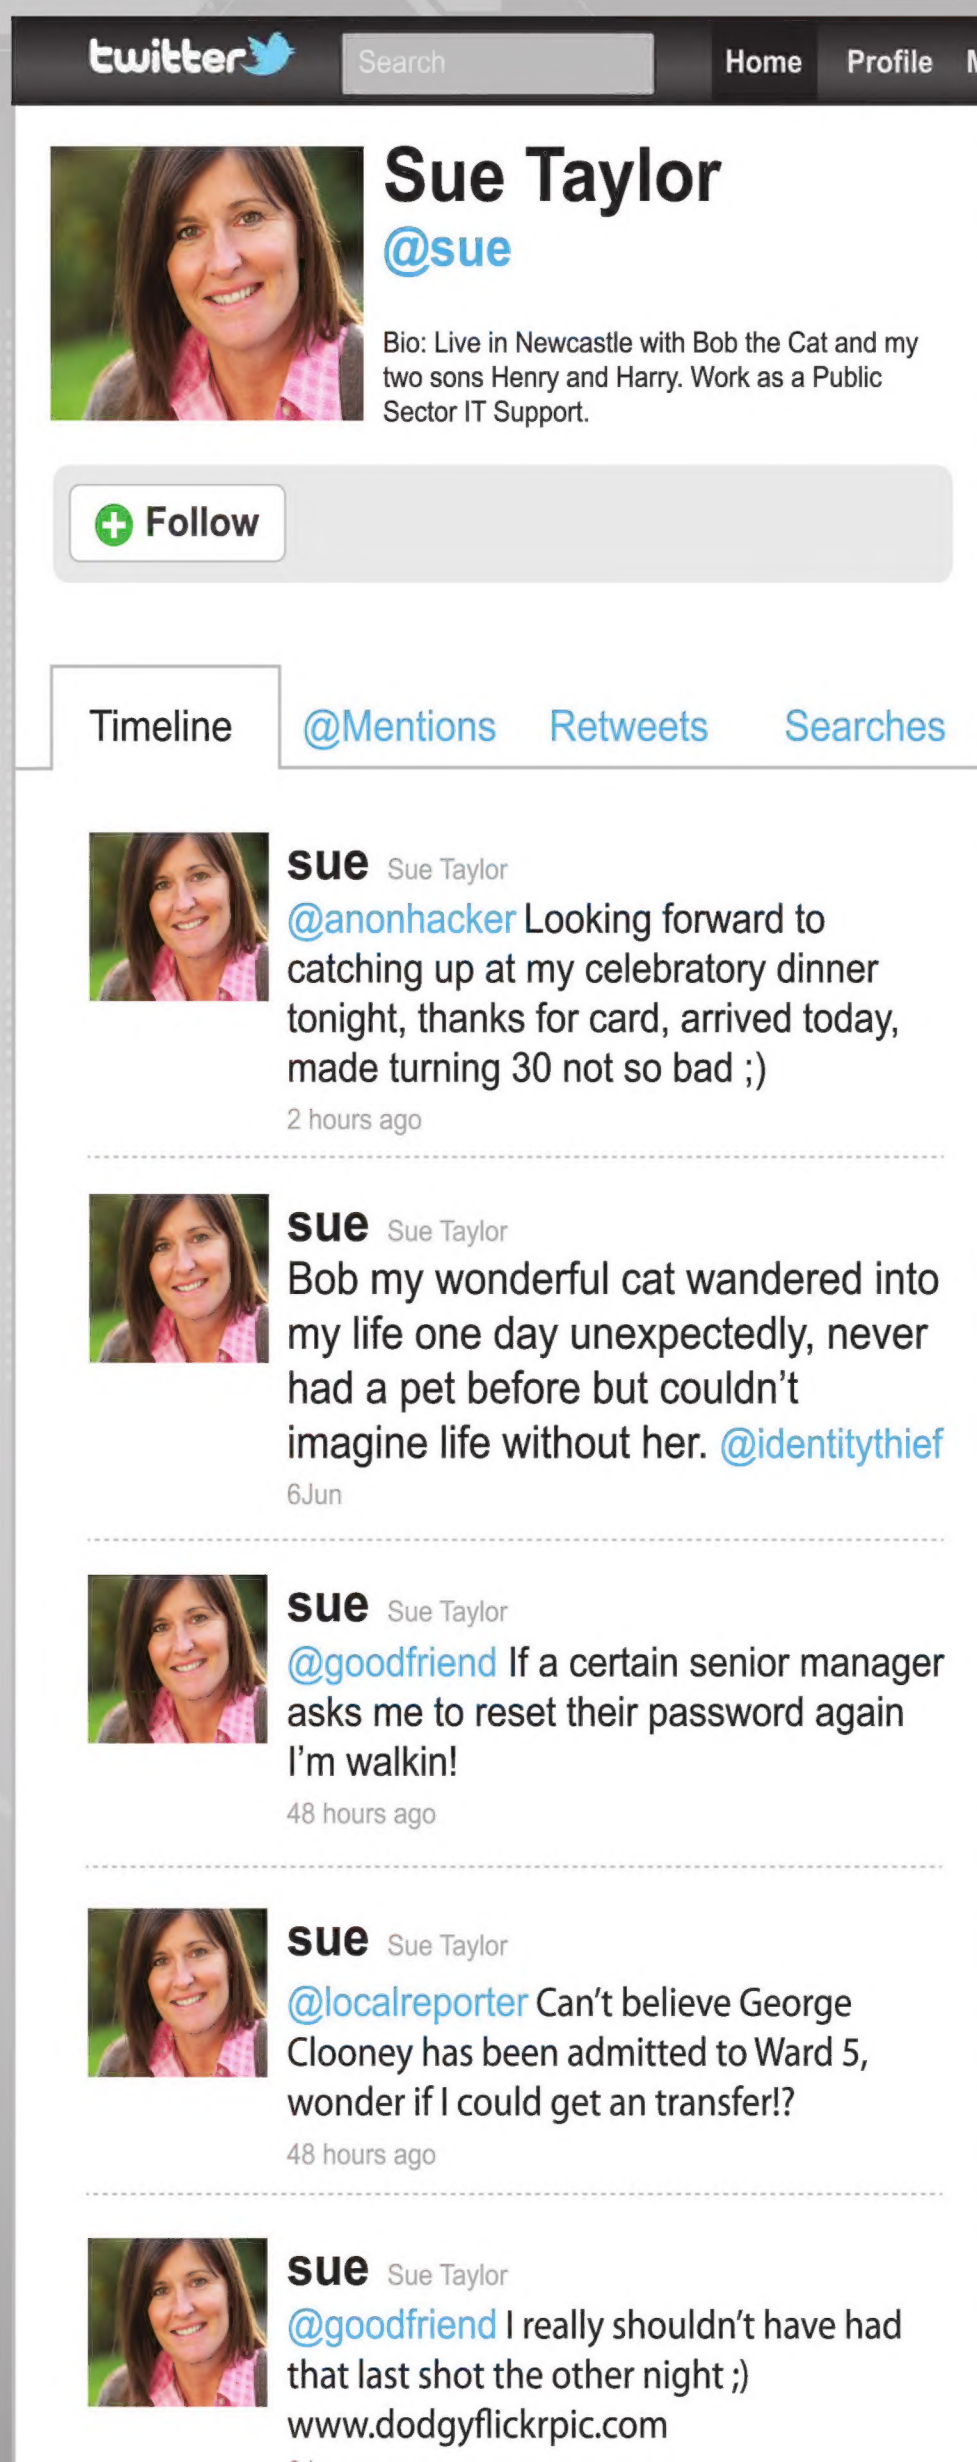 twitter
Search
Home
Profile
Sue Taylor
@sue
Bio: Live in Newcastle with Bob the Cat and my
two sons Henry and Harry. Work as a Public
Sector IT Support.
Follow
Timeline
@Mentions
Retweets
Searches
sue Sue Taylor
@anonhacker Looking forward to
catching up at my celebratory dinner
tonight, thanks for card, arrived today,
made turning 30 not so bad ;)
2 hours ago
sue Sue Taylor
Bob my wonderful cat wandered into
my life one day unexpectedly, never
had a pet before but couldn't
imagine life without her. @identitythief
6Jun
sue Sue Taylor
@goodfriend If a certain senior manager
asks me to reset their password again
I'm walkin!
48 hours ago
sue Sue Taylor
@localreporter Can't believe George
Clooney has been admitted to Ward 5,
wonder if I could get an transfer!?
48 hours ago
sue Sue Taylor
@goodfriend I really shouldn't have had
that last shot the other night ;)
www.dodgyflickrpic.com